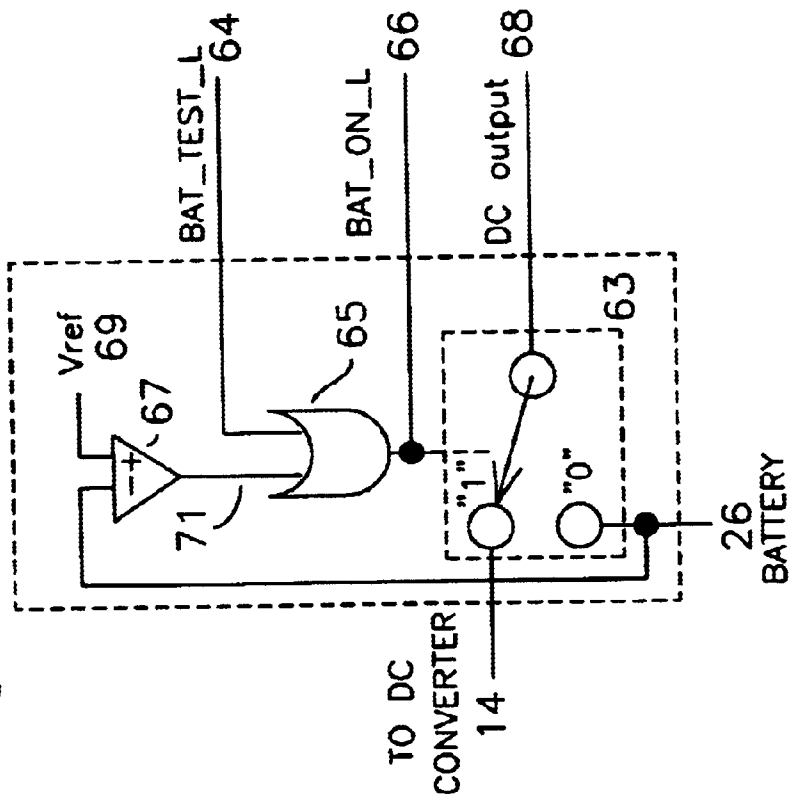 BAT_TEST_L
64
BAT_ON_L
66
DC output
68
Vref
69
67
65
71
63
"1"
"0"
TO DC
CONVERTER
14
26
BATTERY
+
-